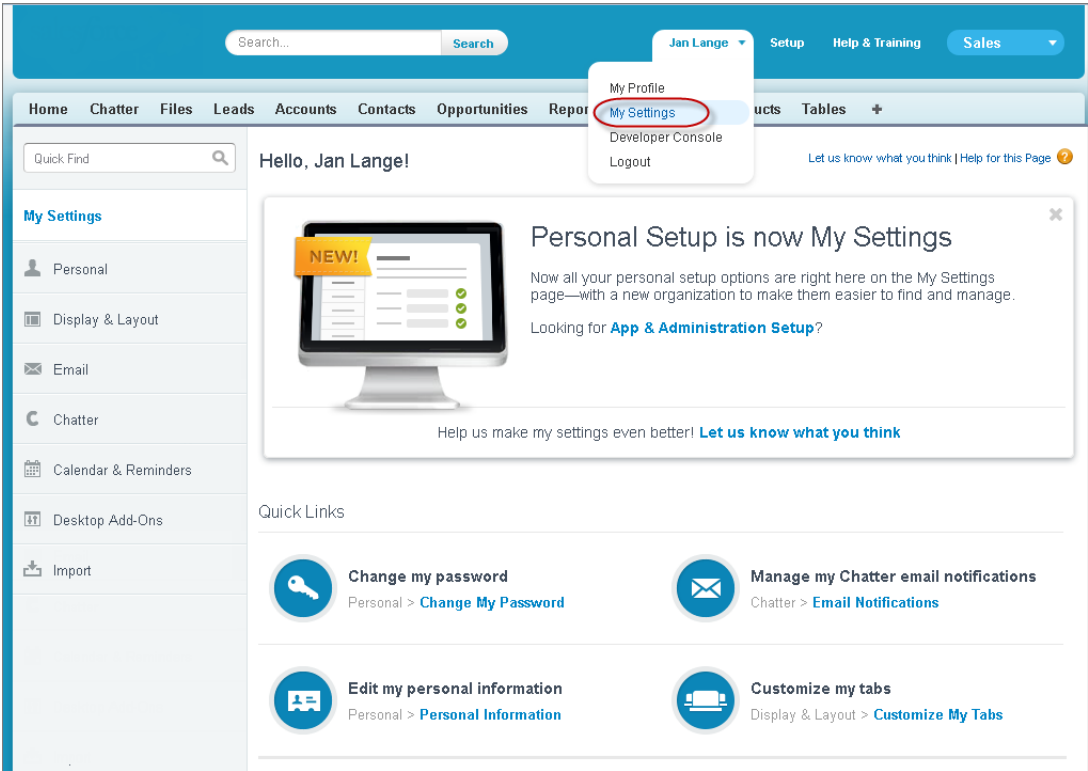 Search... Search Jan Lange Setup Help & Training Sales
My Profile
My Settings
Developer Console
Logout
Home Chatter Files Leads Accounts Contacts Opportunities Repor ucts Tables +
Quick Find
My Settings
Personal
Display & Layout
Email
Chatter
Calendar & Reminders
Desktop Add-Ons
Import
Hello, Jan Lange!
Let us know what you think | Help for this Page ?
NEW!
Personal Setup is now My Settings
Now all your personal setup options are right here on the My Settings
page—with a new organization to make them easier to find and manage.
Looking for App & Administration Setup?
Help us make my settings even better! Let us know what you think
Quick Links
Change my password
Personal > Change My Password
Manage my Chatter email notifications
Chatter > Email Notifications
Edit my personal information
Personal > Personal Information
Customize my tabs
Display & Layout > Customize My Tabs